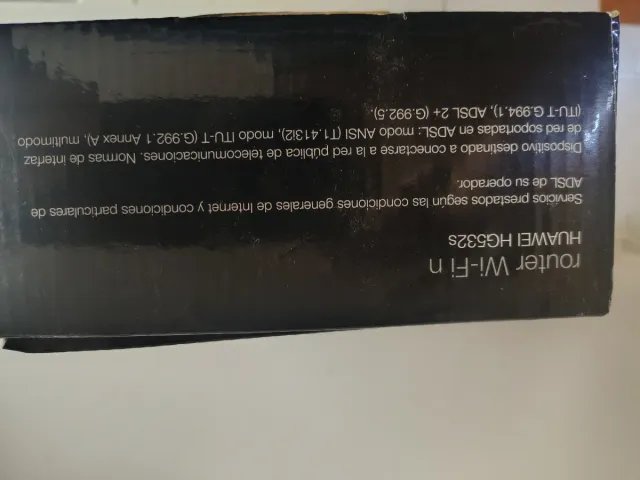 router Wi-Fi n
HUAWEI HG532s
Servicios prestados según las condiciones generales de Internet y condiciones particulares de
ADSL de su operador.
Dispositivo destinado a conectarse a la red pública de telecomunicaciones. Normas de interfaz
de red soportadas en ADSL: modo ANSI (T1.413i2), modo ITU-T (G.992.1 Annex A), multimodo
ITU-T G.994.1), ADSL 2+ (G.992.5).